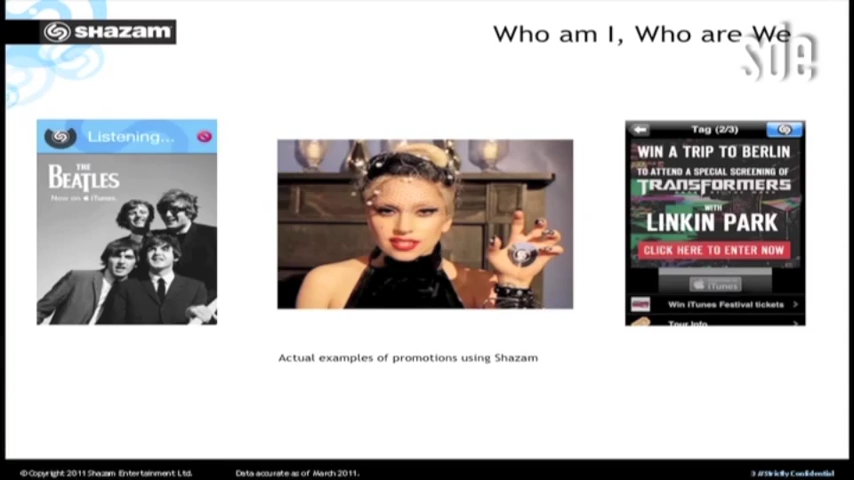 SHAZAM
Who am I, Who are We
sde
Listening...
THE
BEATLES
Now on iTunes
Tag (2/3)
WIN A TRIP TO BERLIN
TO ATTEND A SPECIAL SCREENING OF
TRANSFORMERS
WITH
LINKIN PARK
CLICK HERE TO ENTER NOW
iTunes
Win iTunes Festival tickets
Tour Info
Actual examples of promotions using Shazam
© Copyright 2011 Shazam Entertainment Ltd.
Data accurate as of March 2011.
3 // Strictly Confidential